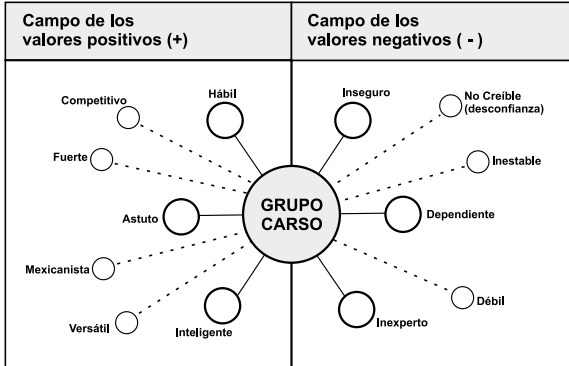 Campo de los
valores positivos (+)
Campo de los
valores negativos ( - )
Competitivo
Hábil
Inseguro
No Creíble
(desconfianza)
Fuerte
Inestable
Astuto
GRUPO
CARSO
Dependiente
Mexicanista
Débil
Versátil
Inteligente
Inexperto